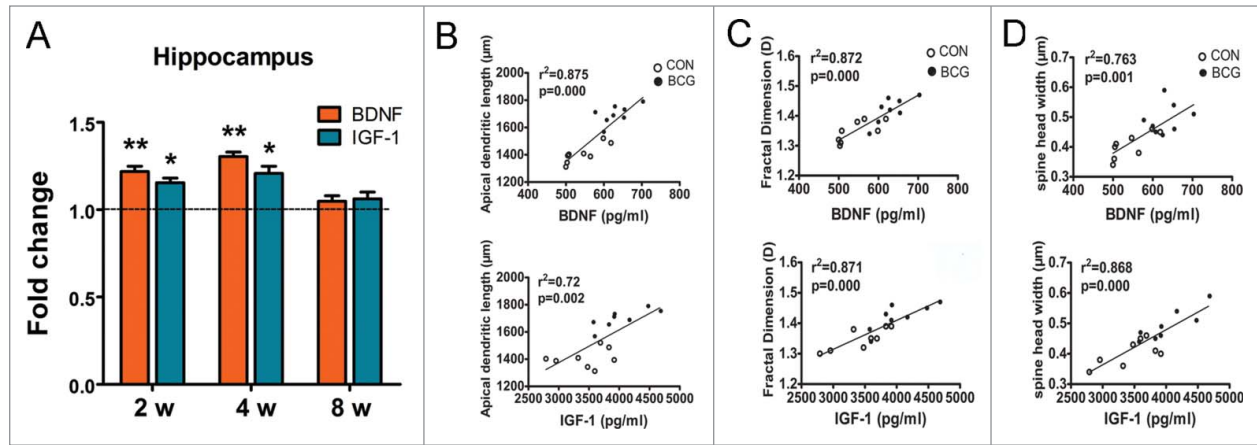 A
Hippocampus
BDNF
IGF-1
** * ** *
Fold change
1.5
1.0
0.5
0.0
2 w 4 w 8 w
B
Apical dendritic length (µm)
2000
1800
1600
1400
1200
r²=0.875
p=0.000
CON
BCG
400 500 600 700 800
BDNF (pg/ml)
Apical dendritic length (µm)
2000
1800
1600
1400
1200
r²=0.72
p=0.002
2500 3000 3500 4000 4500 5000
IGF-1 (pg/ml)
C
Fractal Dimension (D)
1.6
1.5
1.4
1.3
1.2
r²=0.872
p=0.000
CON
BCG
400 500 600 700 800
BDNF (pg/ml)
Fractal Dimension (D)
1.6
1.5
1.4
1.3
1.2
r²=0.871
p=0.000
2500 3000 3500 4000 4500 5000
IGF-1 (pg/ml)
D
spine head width (µm)
0.7
0.6
0.5
0.4
0.3
r²=0.763
p=0.001
CON
BCG
400 500 600 700 800
BDNF (pg/ml)
spine head width (µm)
0.7
0.6
0.5
0.4
0.3
r²=0.868
p=0.000
2500 3000 3500 4000 4500 5000
IGF-1 (pg/ml)